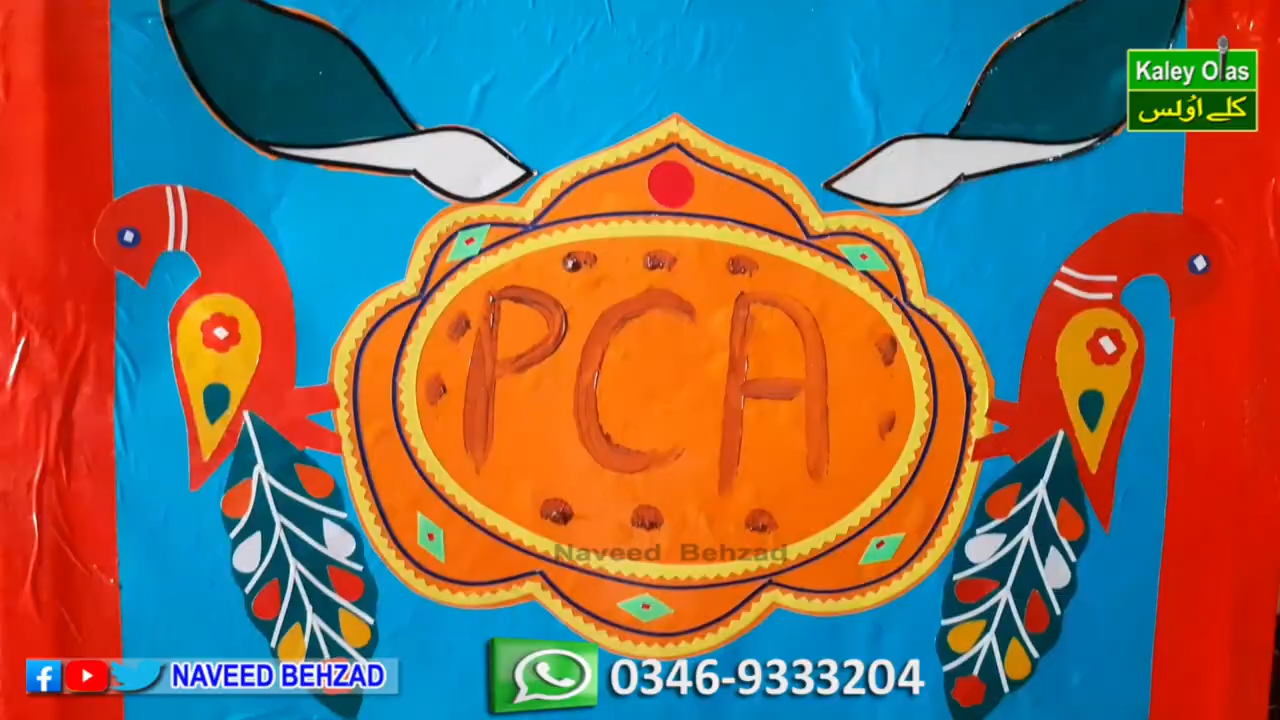 Kaley Olas
کلے اوُلس
PCA
Naveed Behzad
NAVEED BEHZAD
0346-9333204